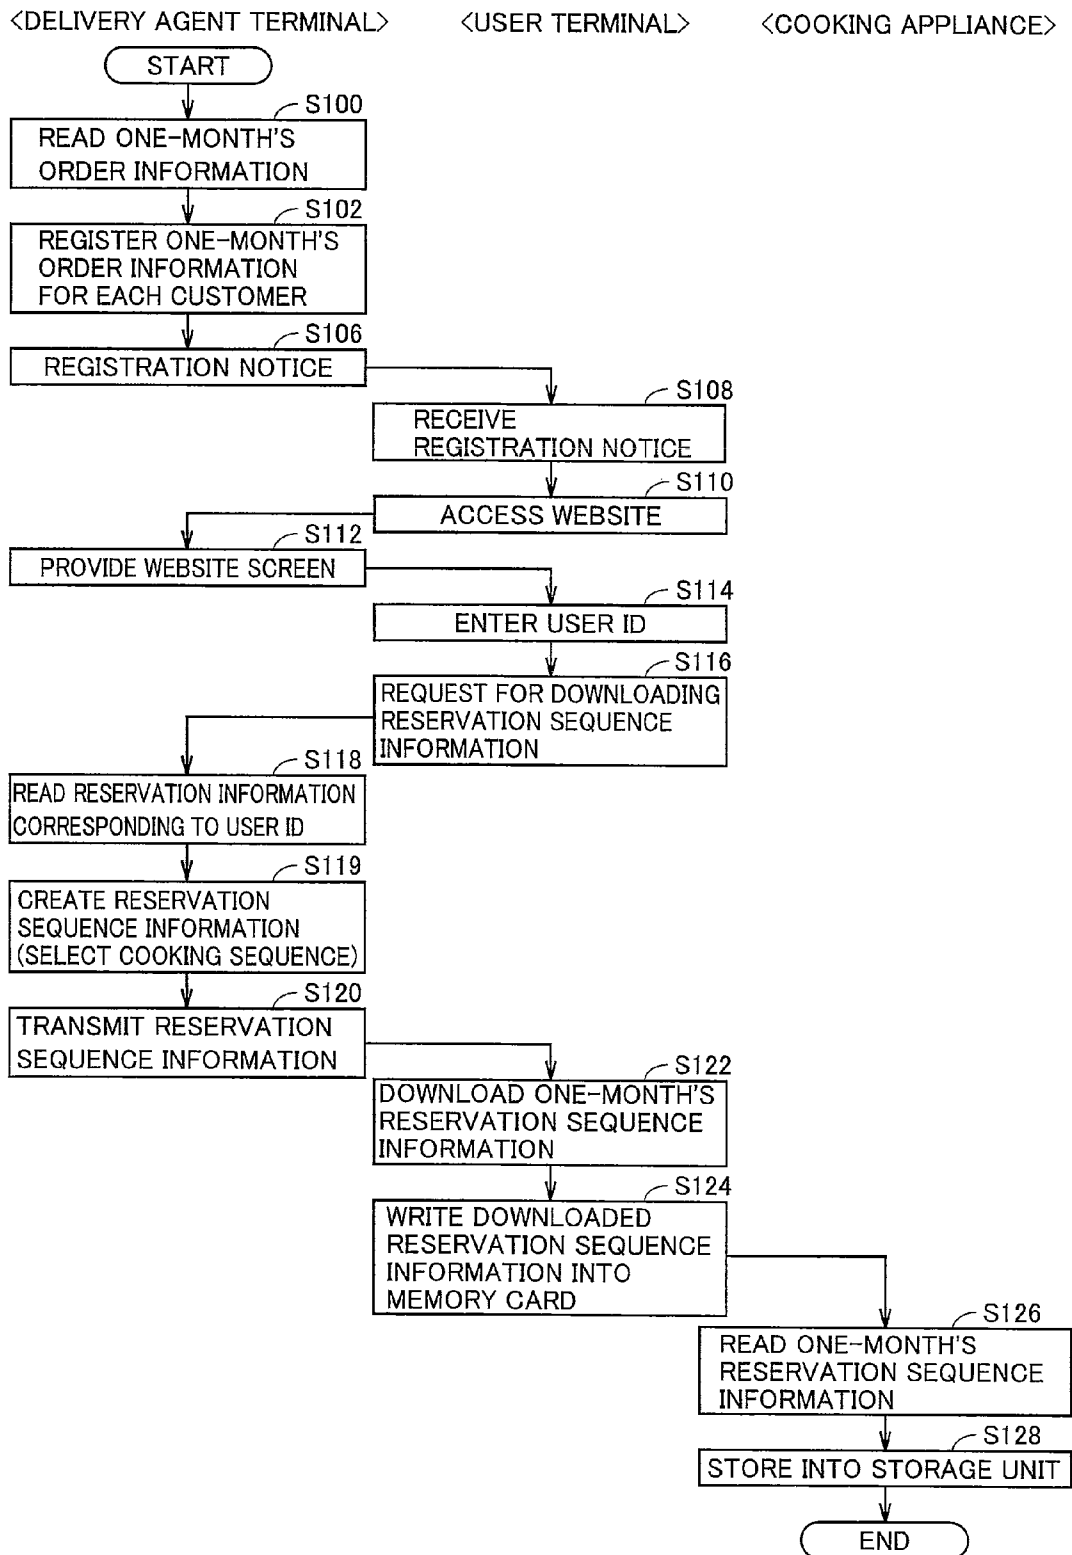 <DELIVERY AGENT TERMINAL> <USER TERMINAL> <COOKING APPLIANCE>
START
S100
READ ONE-MONTH'S
ORDER INFORMATION
S102
REGISTER ONE-MONTH'S
ORDER INFORMATION
FOR EACH CUSTOMER
S106
REGISTRATION NOTICE
S108
RECEIVE
REGISTRATION NOTICE
S110
ACCESS WEBSITE
S112
PROVIDE WEBSITE SCREEN
S114
ENTER USER ID
S116
REQUEST FOR DOWNLOADING
RESERVATION SEQUENCE
INFORMATION
S118
READ RESERVATION INFORMATION
CORRESPONDING TO USER ID
S119
CREATE RESERVATION
SEQUENCE INFORMATION
(SELECT COOKING SEQUENCE)
S120
TRANSMIT RESERVATION
SEQUENCE INFORMATION
S122
DOWNLOAD ONE-MONTH'S
RESERVATION SEQUENCE
INFORMATION
S124
WRITE DOWNLOADED
RESERVATION SEQUENCE
INFORMATION INTO
MEMORY CARD
S126
READ ONE-MONTH'S
RESERVATION SEQUENCE
INFORMATION
S128
STORE INTO STORAGE UNIT
END